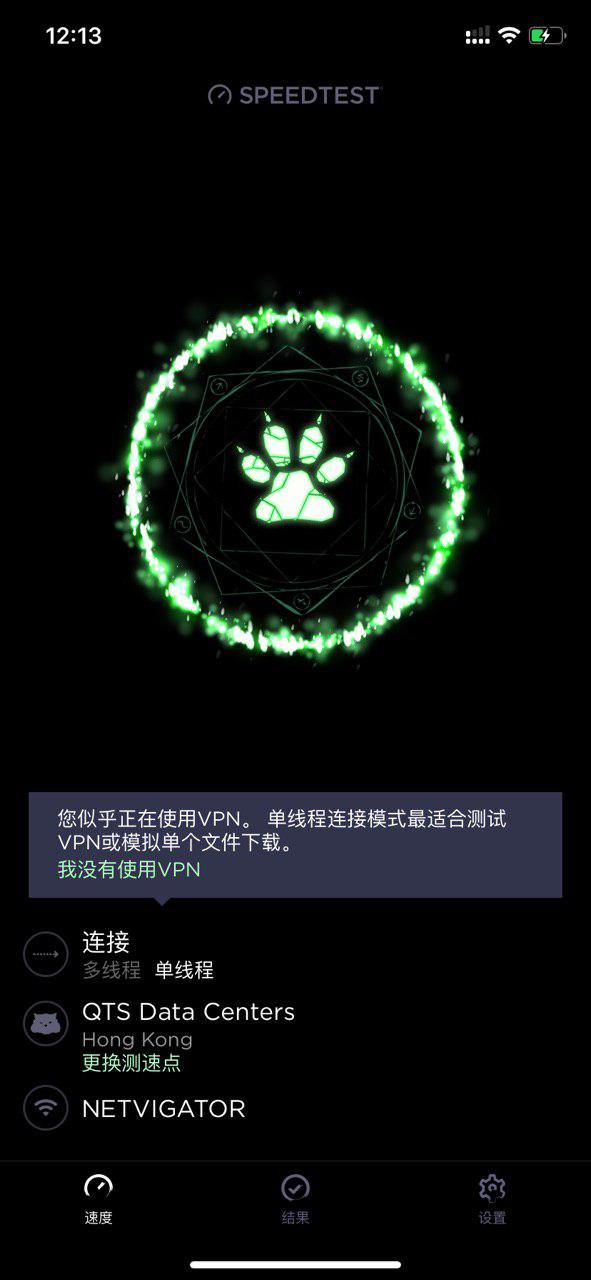 12:13
SPEEDTEST
您似乎正在使用VPN。 单线程连接模式最适合测试
VPN或模拟单个文件下载。
我没有使用VPN
连接
多线程 单线程
QTS Data Centers
Hong Kong
更换测速点
NETVIGATOR
速度 结果 设置